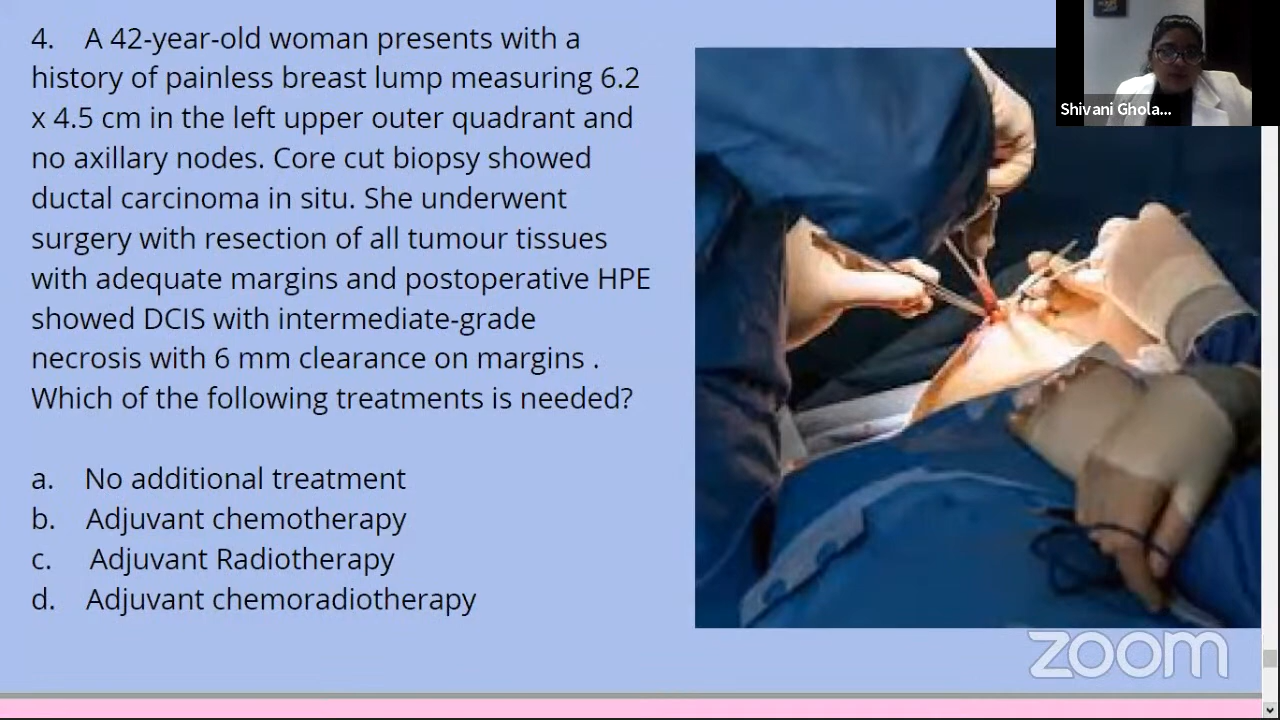 4. A 42-year-old woman presents with a
history of painless breast lump measuring 6.2
x 4.5 cm in the left upper outer quadrant and
no axillary nodes. Core cut biopsy showed
ductal carcinoma in situ. She underwent
surgery with resection of all tumour tissues
with adequate margins and postoperative HPE
showed DCIS with intermediate-grade
necrosis with 6 mm clearance on margins .
Which of the following treatments is needed?
a. No additional treatment
b. Adjuvant chemotherapy
c. Adjuvant Radiotherapy
d. Adjuvant chemoradiotherapy
Shivani Ghola...
zoom